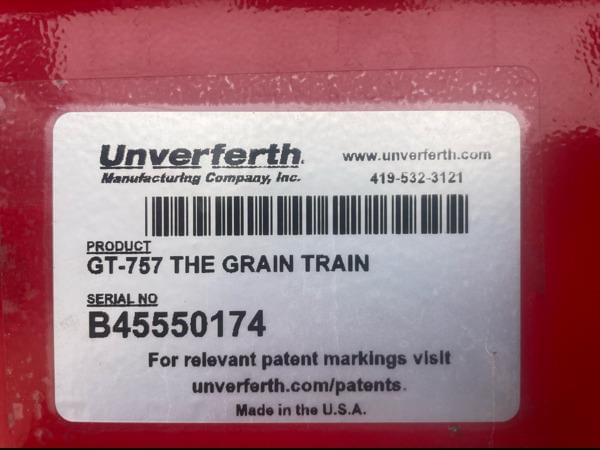 Unverferth
Manufacturing Company, Inc.
www.unverferth.com
419-532-3121
PRODUCT
GT-757 THE GRAIN TRAIN
SERIAL NO
B45550174
For relevant patent markings visit
unverferth.com/patents.
Made in the U.S.A.